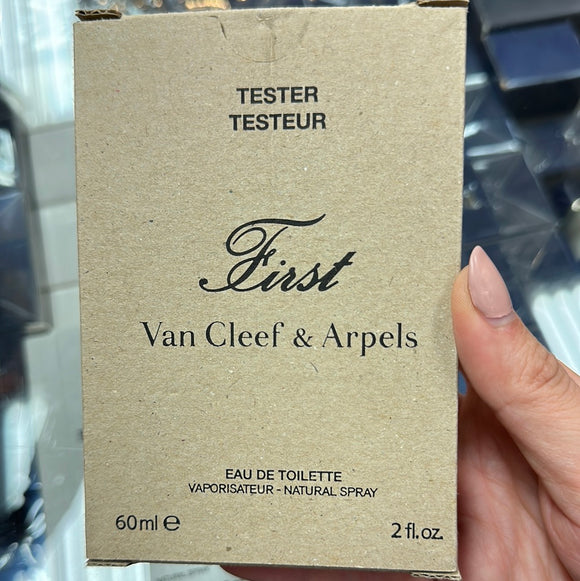 TESTER
TESTEUR
First
Van Cleef & Arpels
EAU DE TOILETTE
VAPORISATEUR - NATURAL SPRAY
60ml ℮ 2 fl.oz.